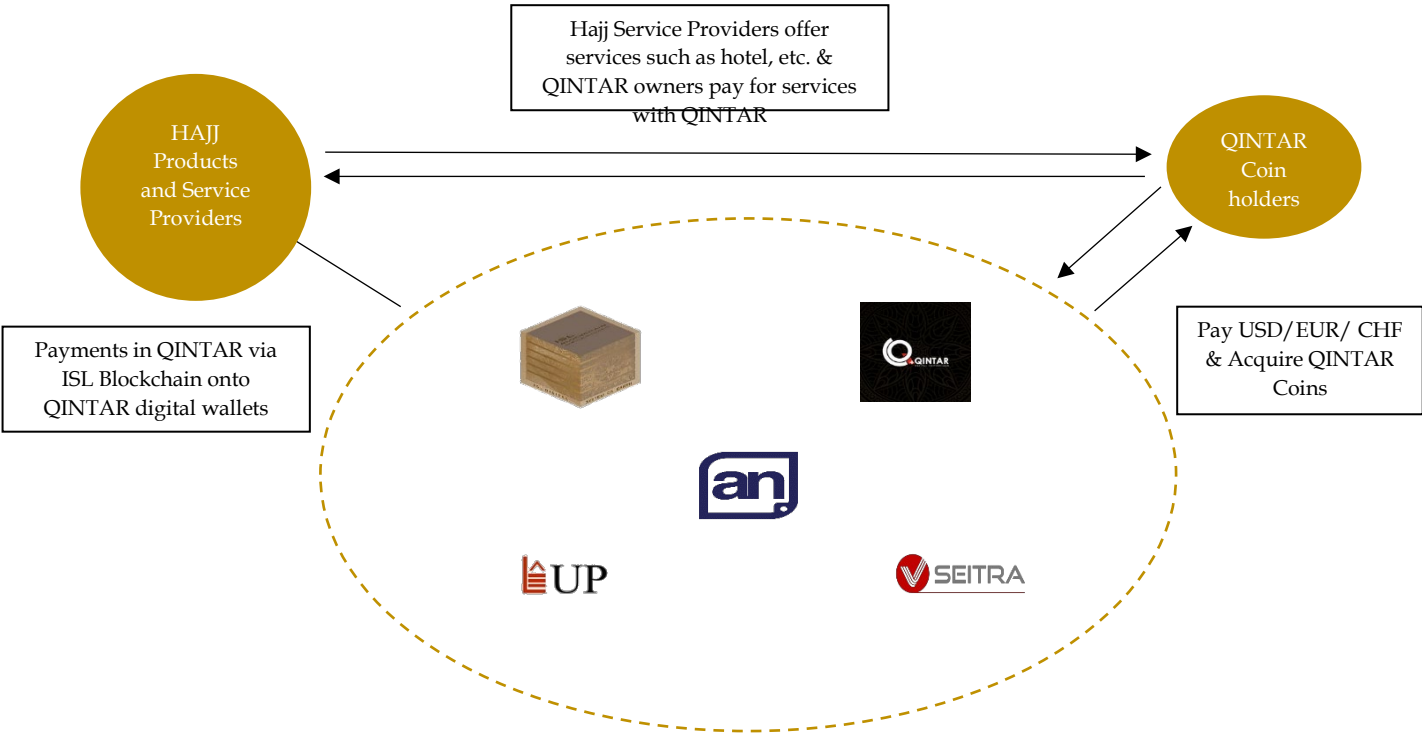 Hajj Service Providers offer
services such as hotel, etc. &
QINTAR owners pay for services
with QINTAR
HAJJ
Products
and Service
Providers
QINTAR
Coin
holders
Payments in QINTAR via
ISL Blockchain onto
QINTAR digital wallets
Pay USD/EUR/ CHF
& Acquire QINTAR
Coins
QINTAR
an
UP
SEITRA